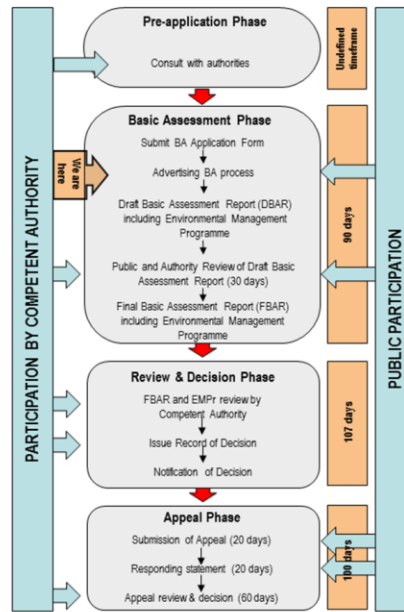 Pre-application Phase
Consult with authorities
Undefined
timeframe
PARTICIPATION BY COMPETENT AUTHORITY
We are
here
Basic Assessment Phase
Submit BA Application Form
Advertising BA process
Draft Basic Assessment Report (DBAR)
including Environmental Management
Programme
Public and Authority Review of Draft Basic
Assessment Report (30 days)
Final Basic Assessment Report (FBAR)
including Environmental Management
Programme
90 days
PUBLIC PARTICIPATION
Review & Decision Phase
FBAR and EMPr review by
Competent Authority
Issue Record of Decision
Notification of Decision
107 days
Appeal Phase
Submission of Appeal (20 days)
Responding statement (20 days)
Appeal review & decision (60 days)
100 days